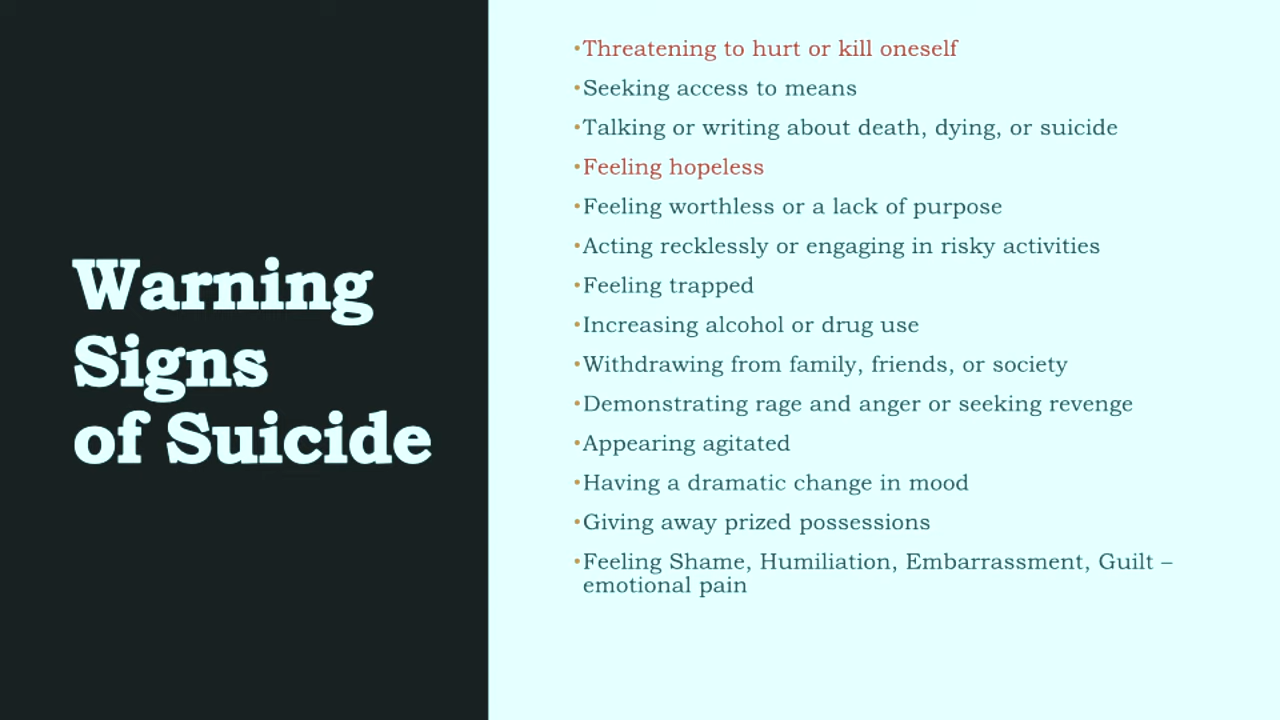 Warning
Signs
of Suicide
•Threatening to hurt or kill oneself
•Seeking access to means
•Talking or writing about death, dying, or suicide
•Feeling hopeless
•Feeling worthless or a lack of purpose
•Acting recklessly or engaging in risky activities
•Feeling trapped
•Increasing alcohol or drug use
•Withdrawing from family, friends, or society
•Demonstrating rage and anger or seeking revenge
•Appearing agitated
•Having a dramatic change in mood
•Giving away prized possessions
•Feeling Shame, Humiliation, Embarrassment, Guilt –
emotional pain